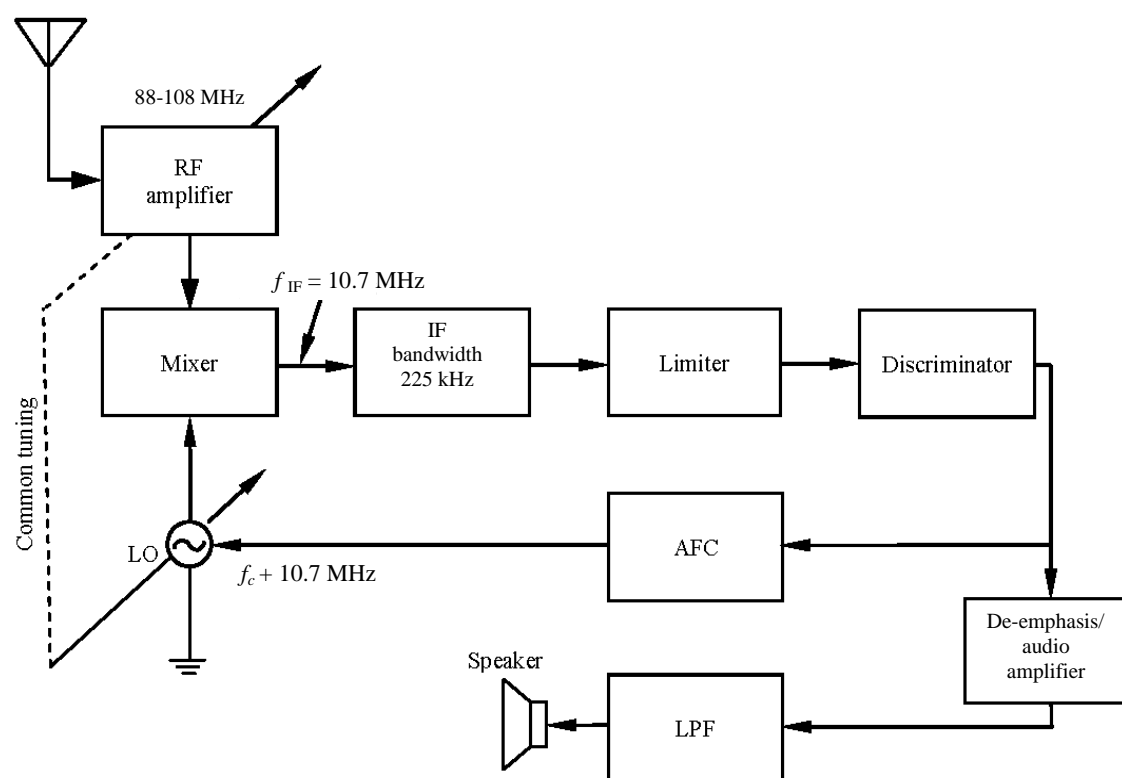 88-108 MHz
RF
amplifier
f IF = 10.7 MHz
Mixer
IF
bandwidth
225 kHz
Limiter
Discriminator
Common tuning
LO
fc + 10.7 MHz
AFC
De-emphasis/
audio
amplifier
Speaker
LPF